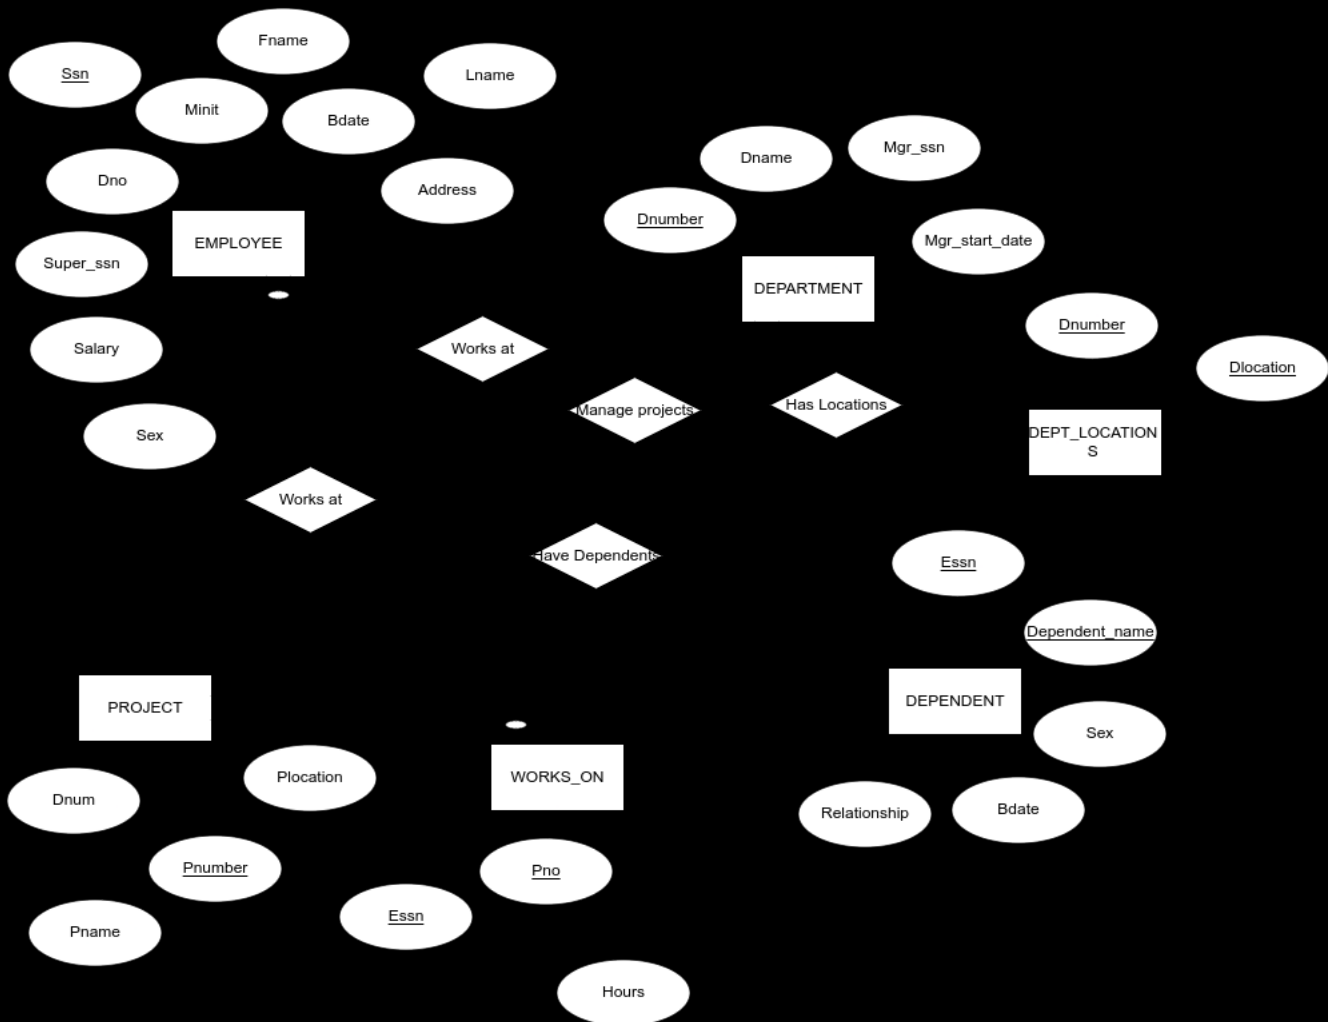 Fname
Ssn
Lname
Minit
Bdate
Dname
Mgr_ssn
Dno
Address
Dnumber
EMPLOYEE
Mgr_start_date
Super_ssn
DEPARTMENT
Dnumber
Salary
Works at
Dlocation
Manage projects
Has Locations
Sex
DEPT_LOCATION
S
Works at
Have Dependents
Essn
Dependent_name
PROJECT
DEPENDENT
Sex
Plocation
WORKS_ON
Dnum
Relationship
Bdate
Pnumber
Pno
Essn
Pname
Hours